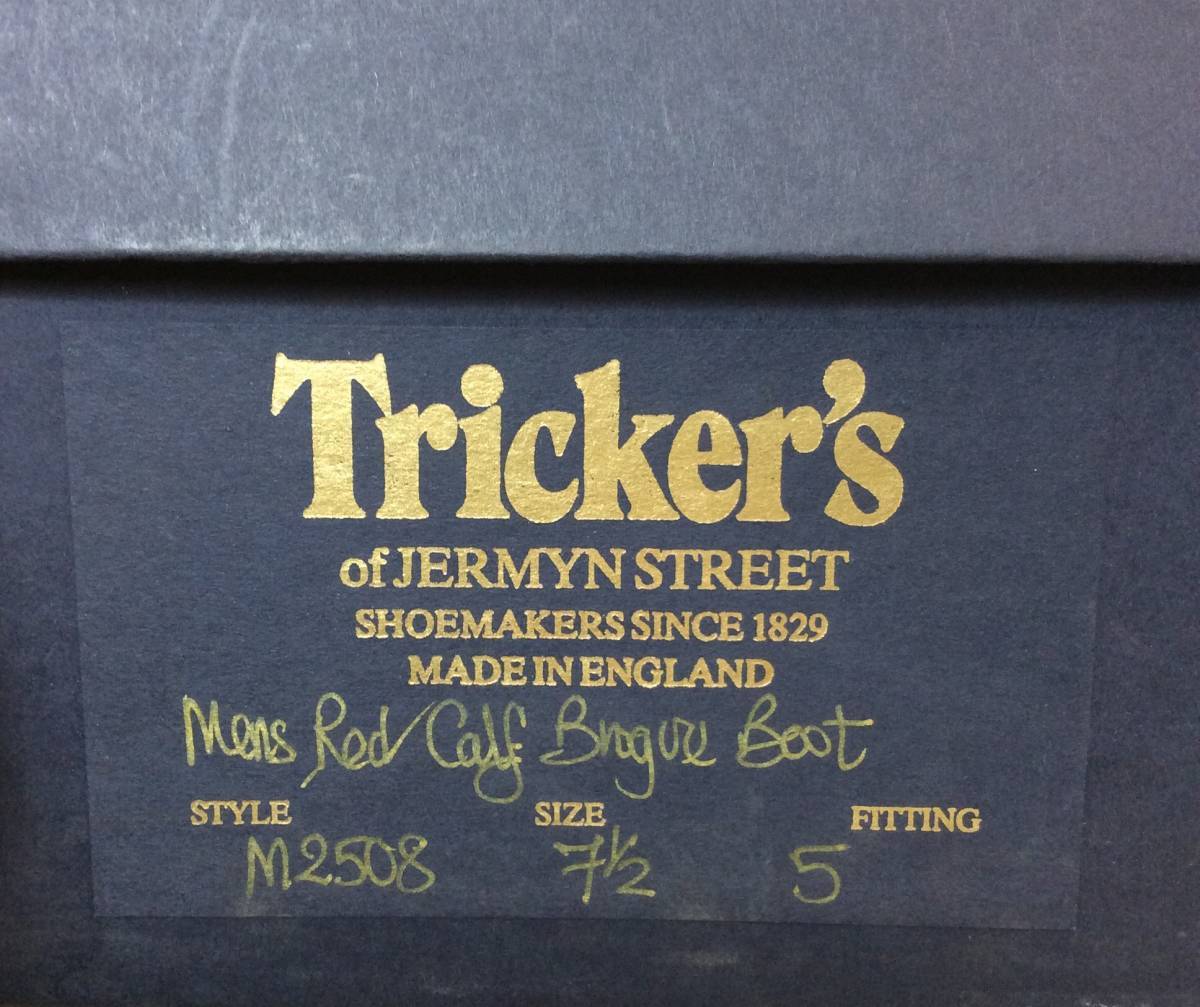 Tricker's
of JERMYN STREET
SHOEMAKERS SINCE 1829
MADE IN ENGLAND
Mens Red Calf Brogue Boot
STYLE SIZE FITTING
M2508 7½ 5